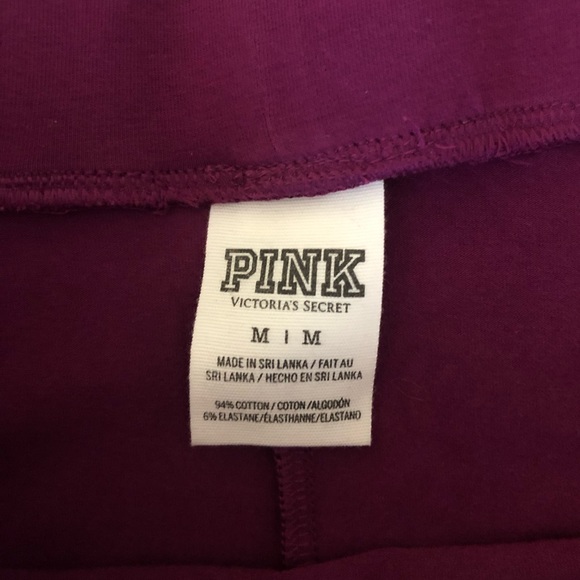 PINK
VICTORIA'S SECRET
M | M
MADE IN SRI LANKA / FAIT AU
SRI LANKA / HECHO EN SRI LANKA
94% COTTON / COTON /ALGODÓN
6% ELASTANE/ÉLASTHANNE/ELASTANO